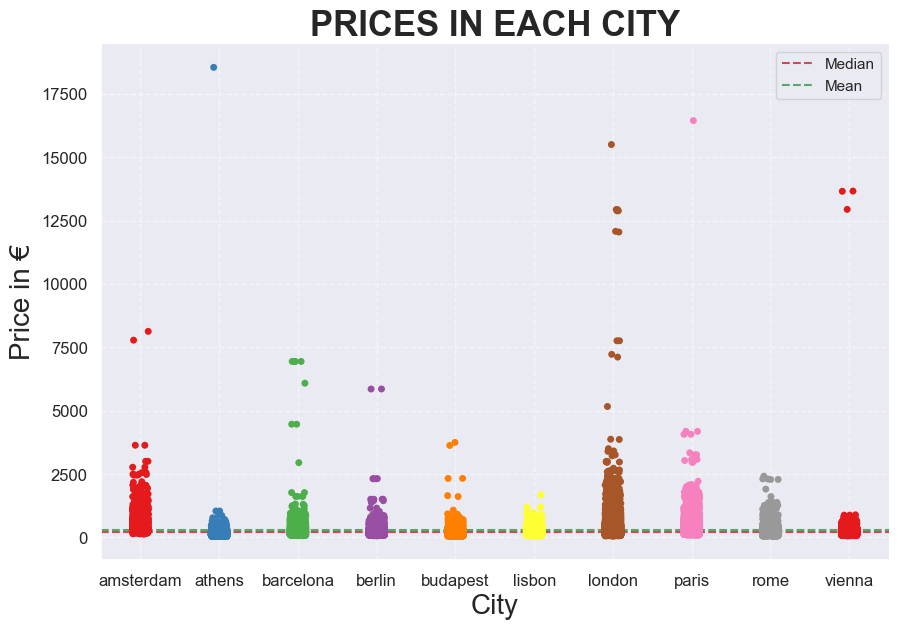 PRICES IN EACH CITY
Median
Mean
Price in €
17500
15000
12500
10000
7500
5000
2500
0
amsterdam athens barcelona berlin budapest lisbon london paris rome vienna
City